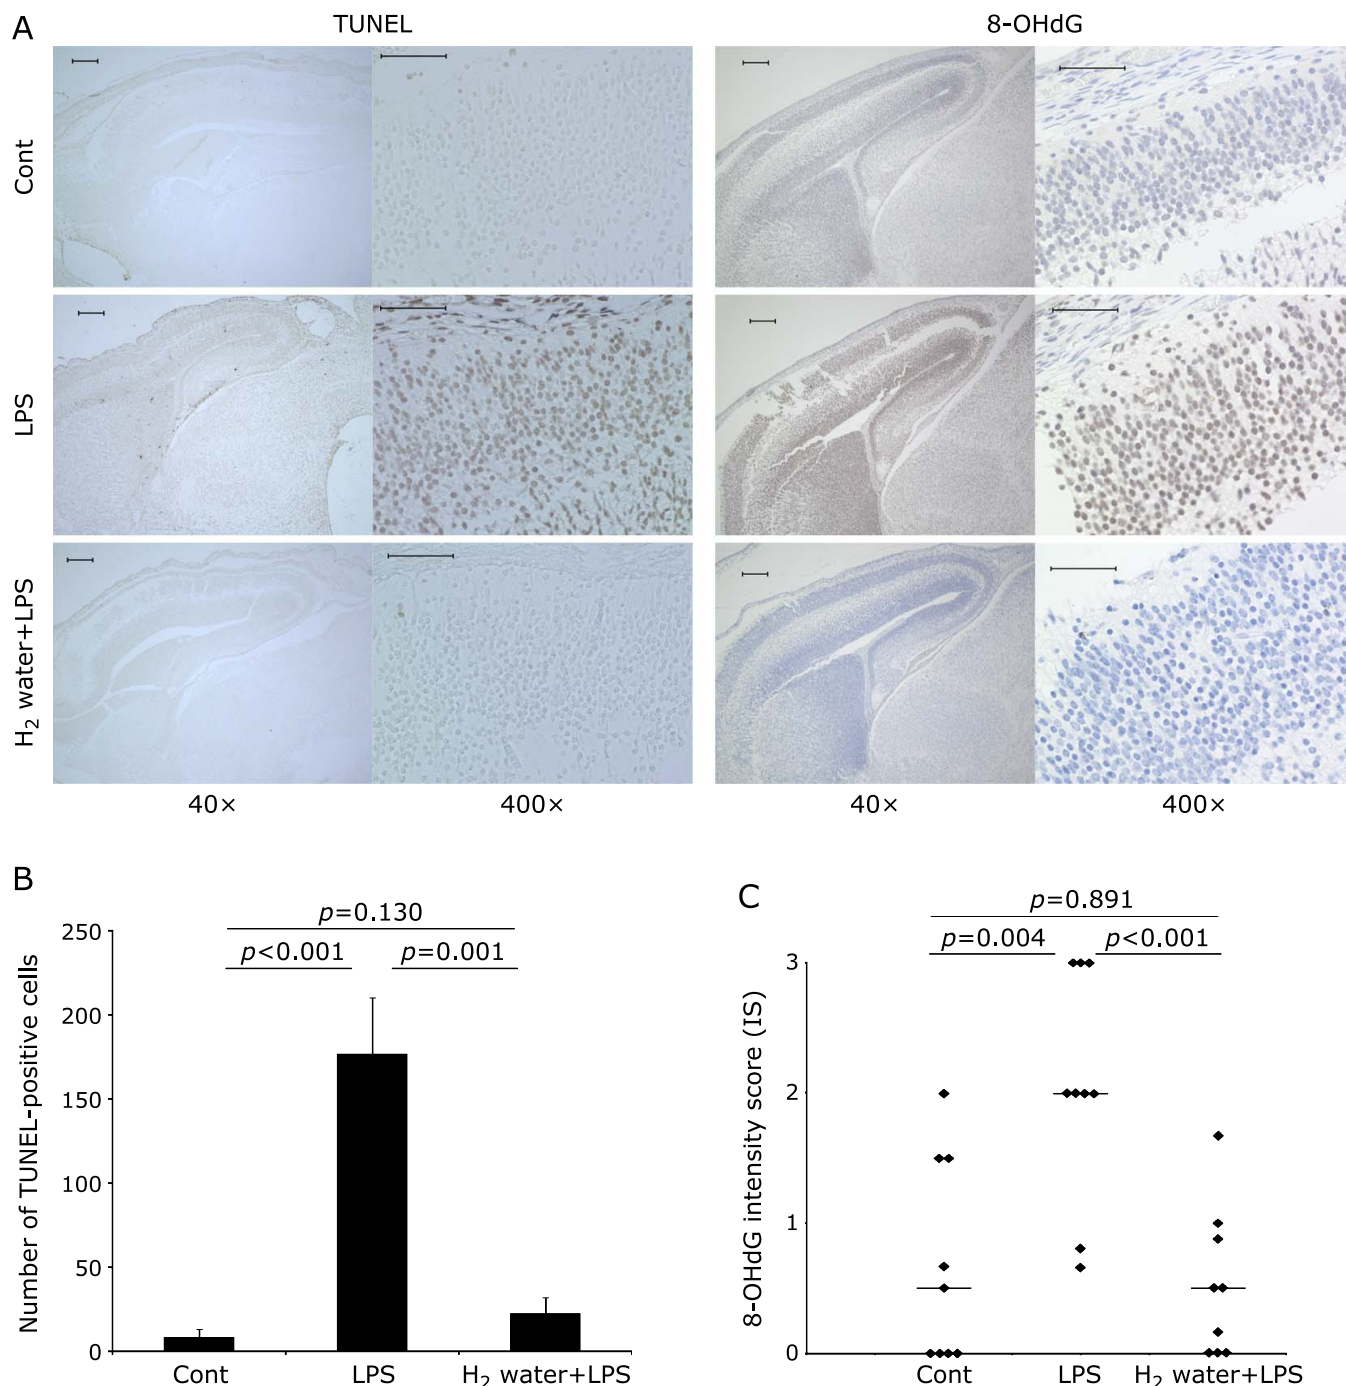 A
TUNEL
8-OHdG
Cont
LPS
H₂ water+LPS
40×
400×
40×
400×
B
p=0.130
p<0.001
p=0.001
Number of TUNEL-positive cells
250
200
150
100
50
0
Cont
LPS
H₂ water+LPS
C
p=0.891
p=0.004
p<0.001
8-OHdG intensity score (IS)
3
2
1
0
Cont
LPS
H₂ water+LPS